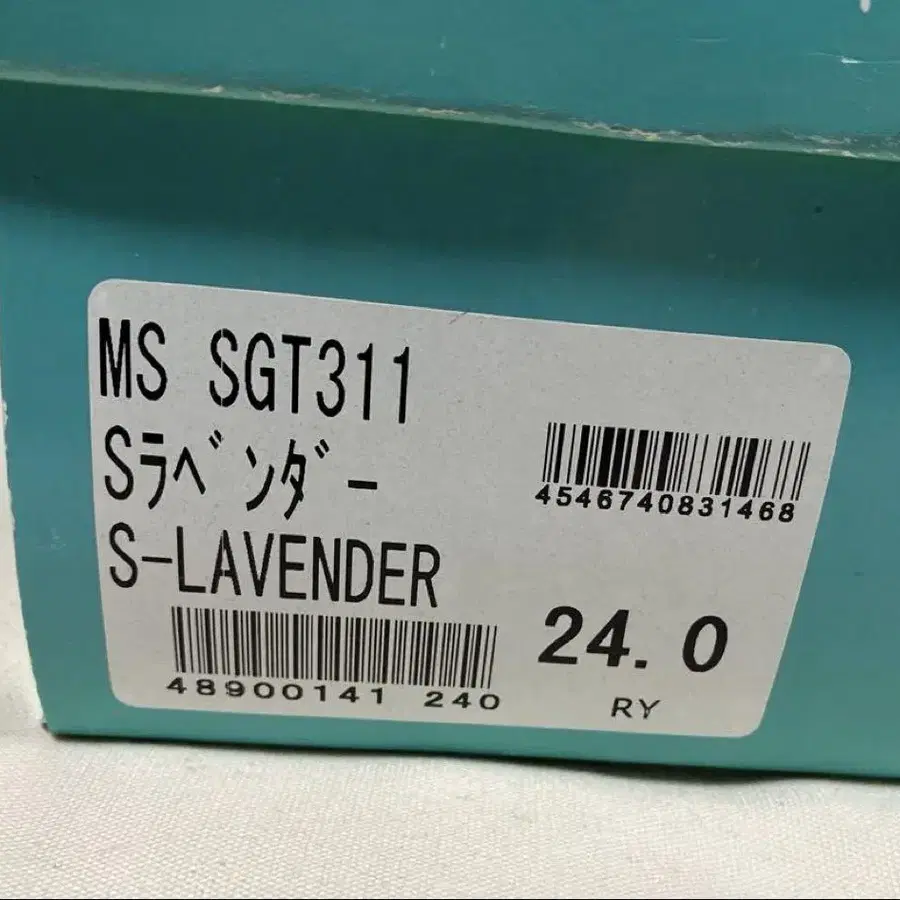 MS SGT311
Sﾗﾍﾞﾝﾀﾞｰ
S-LAVENDER
4546740831468
48900141 240
24.0
RY